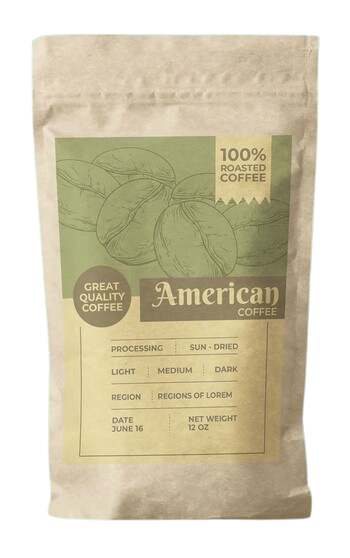 100%
ROASTED
COFFEE
GREAT
QUALITY
COFFEE
American
COFFEE
PROCESSING SUN - DRIED
LIGHT MEDIUM DARK
REGION REGIONS OF LOREM
DATE NET WEIGHT
JUNE 16 12 OZ